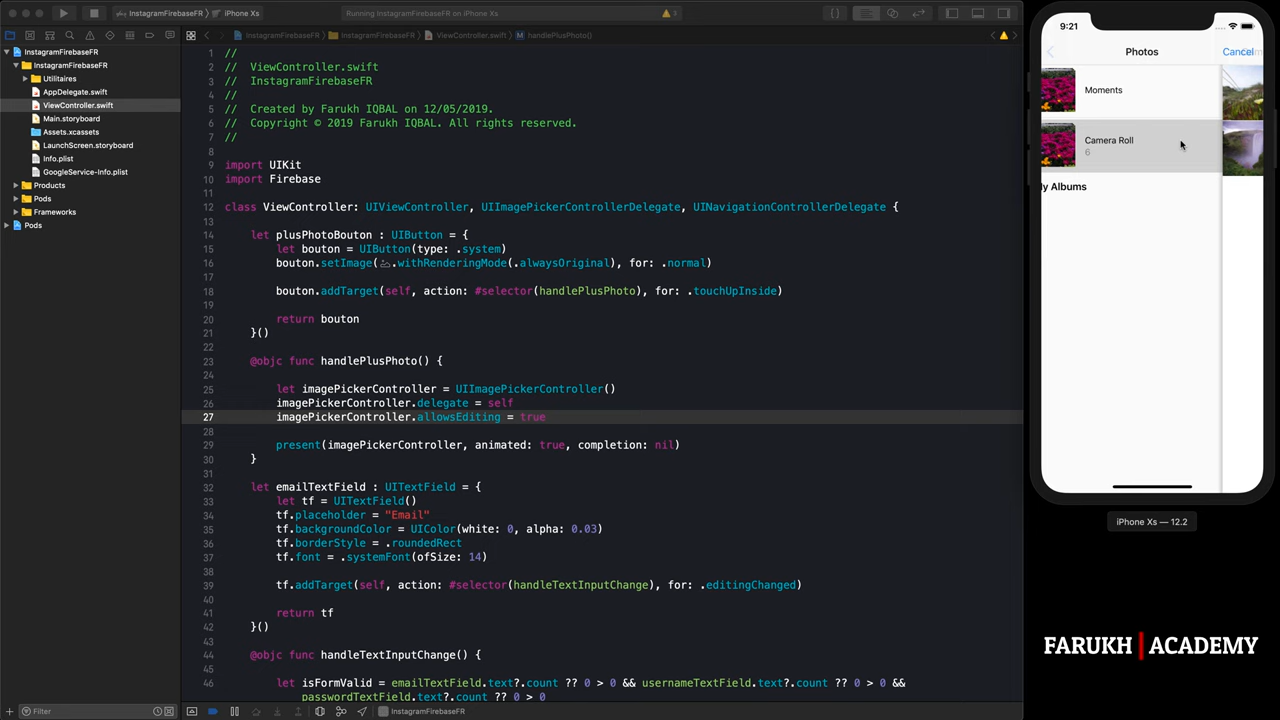 InstagramFirebaseFR
iPhone Xs
Running InstagramFirebaseFR on iPhone Xs
InstagramFirebaseFR
InstagramFirebaseFR
ViewController.swift
handlePlusPhoto()
InstagramFirebaseFR
InstagramFirebaseFR
Utilitaires
AppDelegate.swift
ViewController.swift
Main.storyboard
Assets.xcassets
LaunchScreen.storyboard
Info.plist
GoogleService-Info.plist
Products
Pods
Frameworks
Pods
1 //
2 // ViewController.swift
3 // InstagramFirebaseFR
4 //
5 // Created by Farukh IQBAL on 12/05/2019.
6 // Copyright © 2019 Farukh IQBAL. All rights reserved.
7 //
8
9 import UIKit
10 import Firebase
11
12 class ViewController: UIViewController, UIImagePickerControllerDelegate, UINavigationControllerDelegate {
13
14 let plusPhotoBouton : UIButton = {
15 let bouton = UIButton(type: .system)
16 bouton.setImage( .withRenderingMode(.alwaysOriginal), for: .normal)
17
18 bouton.addTarget(self, action: #selector(handlePlusPhoto), for: .touchUpInside)
19
20 return bouton
21 }()
22
23 @objc func handlePlusPhoto() {
24
25 let imagePickerController = UIImagePickerController()
26 imagePickerController.delegate = self
27 imagePickerController.allowsEditing = true
28
29 present(imagePickerController, animated: true, completion: nil)
30 }
31
32 let emailTextField : UITextField = {
33 let tf = UITextField()
34 tf.placeholder = "Email"
35 tf.backgroundColor = UIColor(white: 0, alpha: 0.03)
36 tf.borderStyle = .roundedRect
37 tf.font = .systemFont(ofSize: 14)
38
39 tf.addTarget(self, action: #selector(handleTextInputChange), for: .editingChanged)
40
41 return tf
42 }()
43
44 @objc func handleTextInputChange() {
45
46 let isFormValid = emailTextField.text?.count ?? 0 > 0 && usernameTextField.text?.count ?? 0 > 0 &&
passwordTextField.text?.count ?? 0 > 0
Filter
InstagramFirebaseFR
9:21
Photos
Cancel
Moments
Camera Roll
6
y Albums
iPhone Xs — 12.2
FARUKH ACADEMY